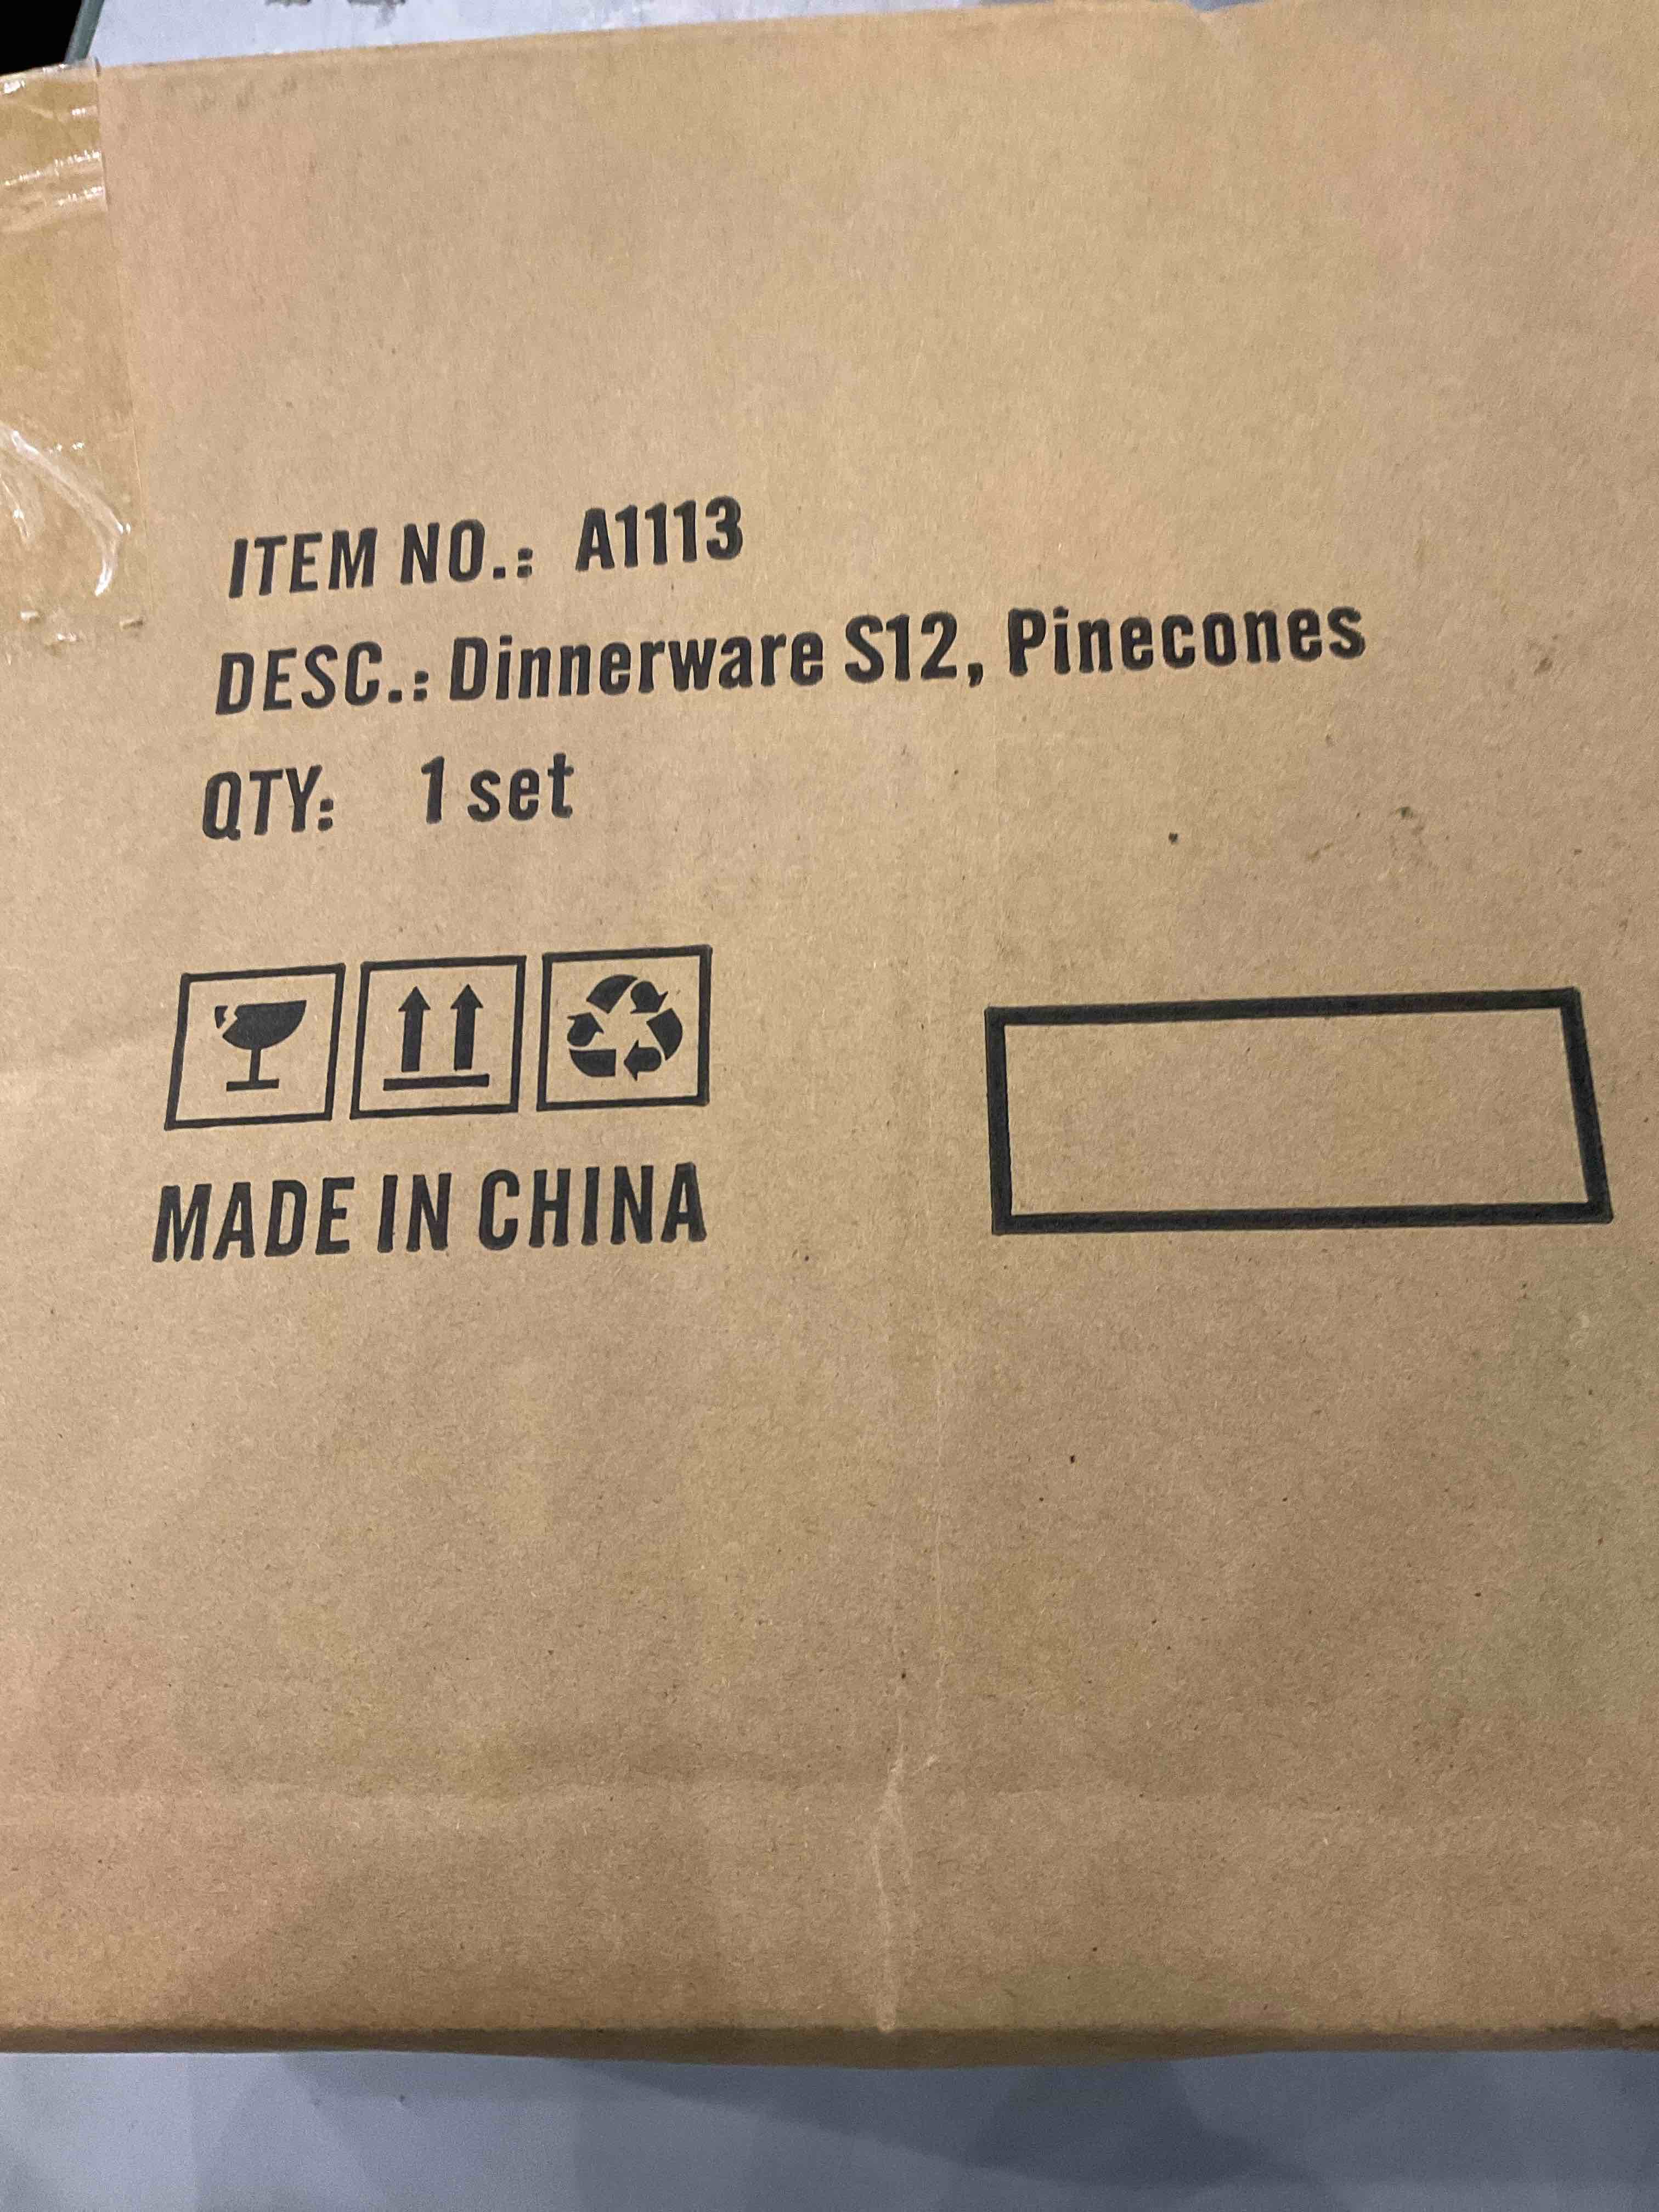 ITEM NO.: A1113
DESC.: Dinnerware S12, Pinecones
QTY: 1 set
MADE IN CHINA